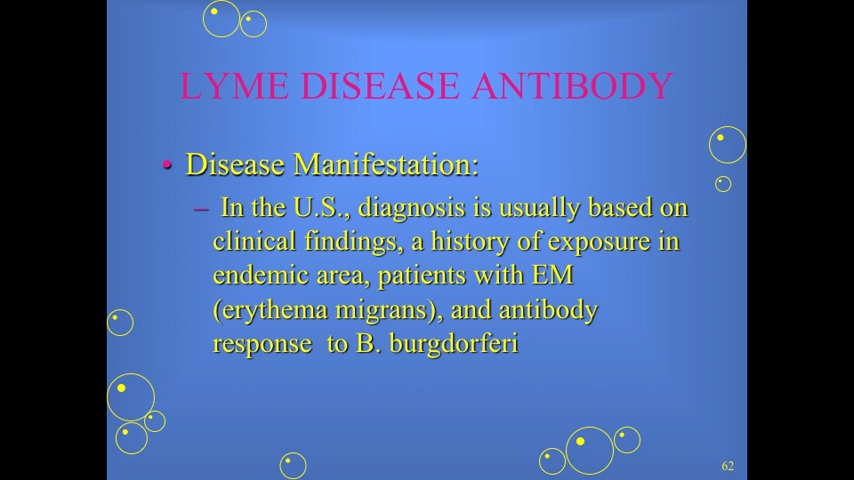 LYME DISEASE ANTIBODY
• Disease Manifestation:
– In the U.S., diagnosis is usually based on
clinical findings, a history of exposure in
endemic area, patients with EM
(erythema migrans), and antibody
response  to B. burgdorferi
62